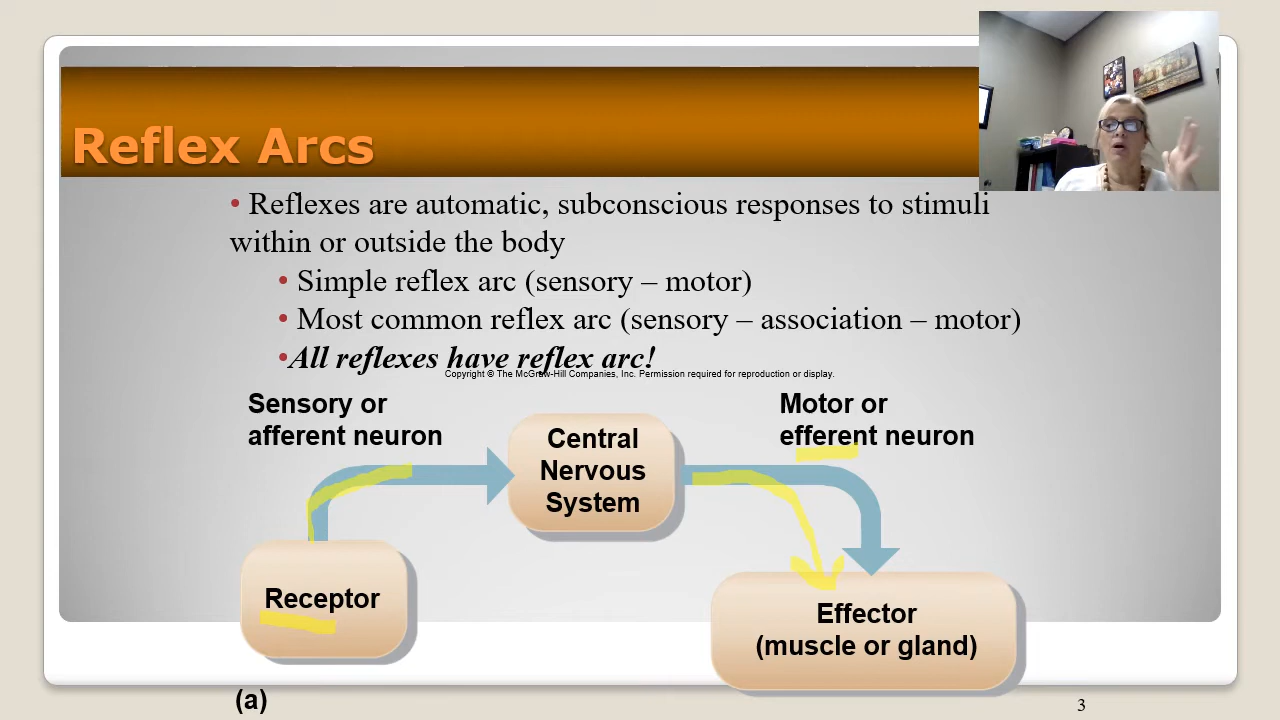 Reflex Arcs
• Reflexes are automatic, subconscious responses to stimuli
within or outside the body
• Simple reflex arc (sensory – motor)
• Most common reflex arc (sensory – association – motor)
•All reflexes have reflex arc!
Copyright © The McGraw-Hill Companies, Inc. Permission required for reproduction or display.
Sensory or
afferent neuron
Central
Nervous
System
Motor or
efferent neuron
Receptor
Effector
(muscle or gland)
(a)
3